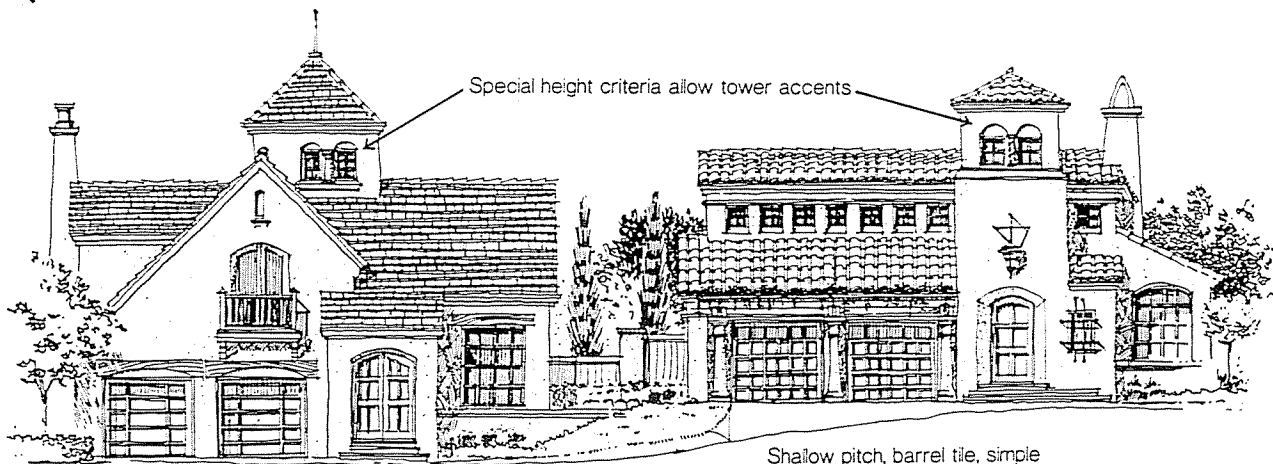 Special height criteria allow tower accents
Shallow pitch, barrel tile, simple